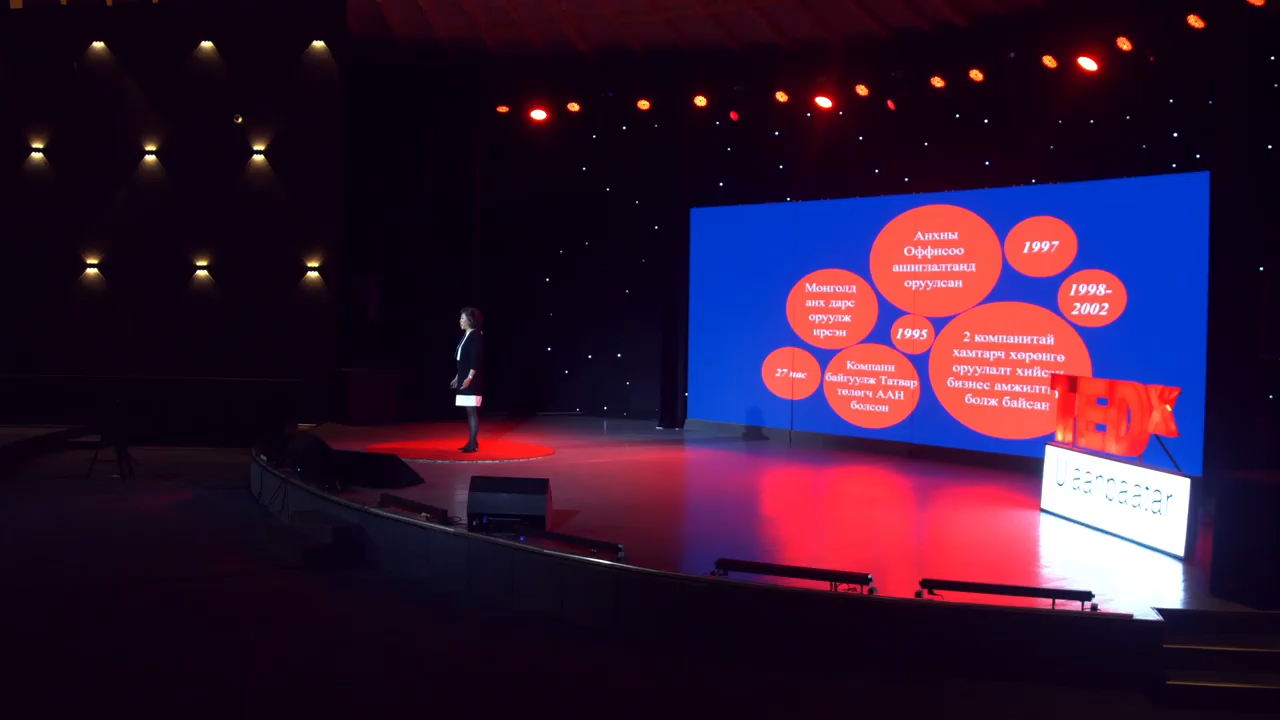 Анхны
Оффисоо
ашиглалтанд
оруулсан
1997
1998-
2002
Монголд
анх дарс
оруулж
ирсэн
1995
2 компанитай
хамтарч хөрөнгө
оруулалт хийсэн
бизнес амжилттай
болж байсан
27 нас
Компани
байгуулж Татвар
төлөгч ААН
болсон
TEDx
Ulaanbaatar